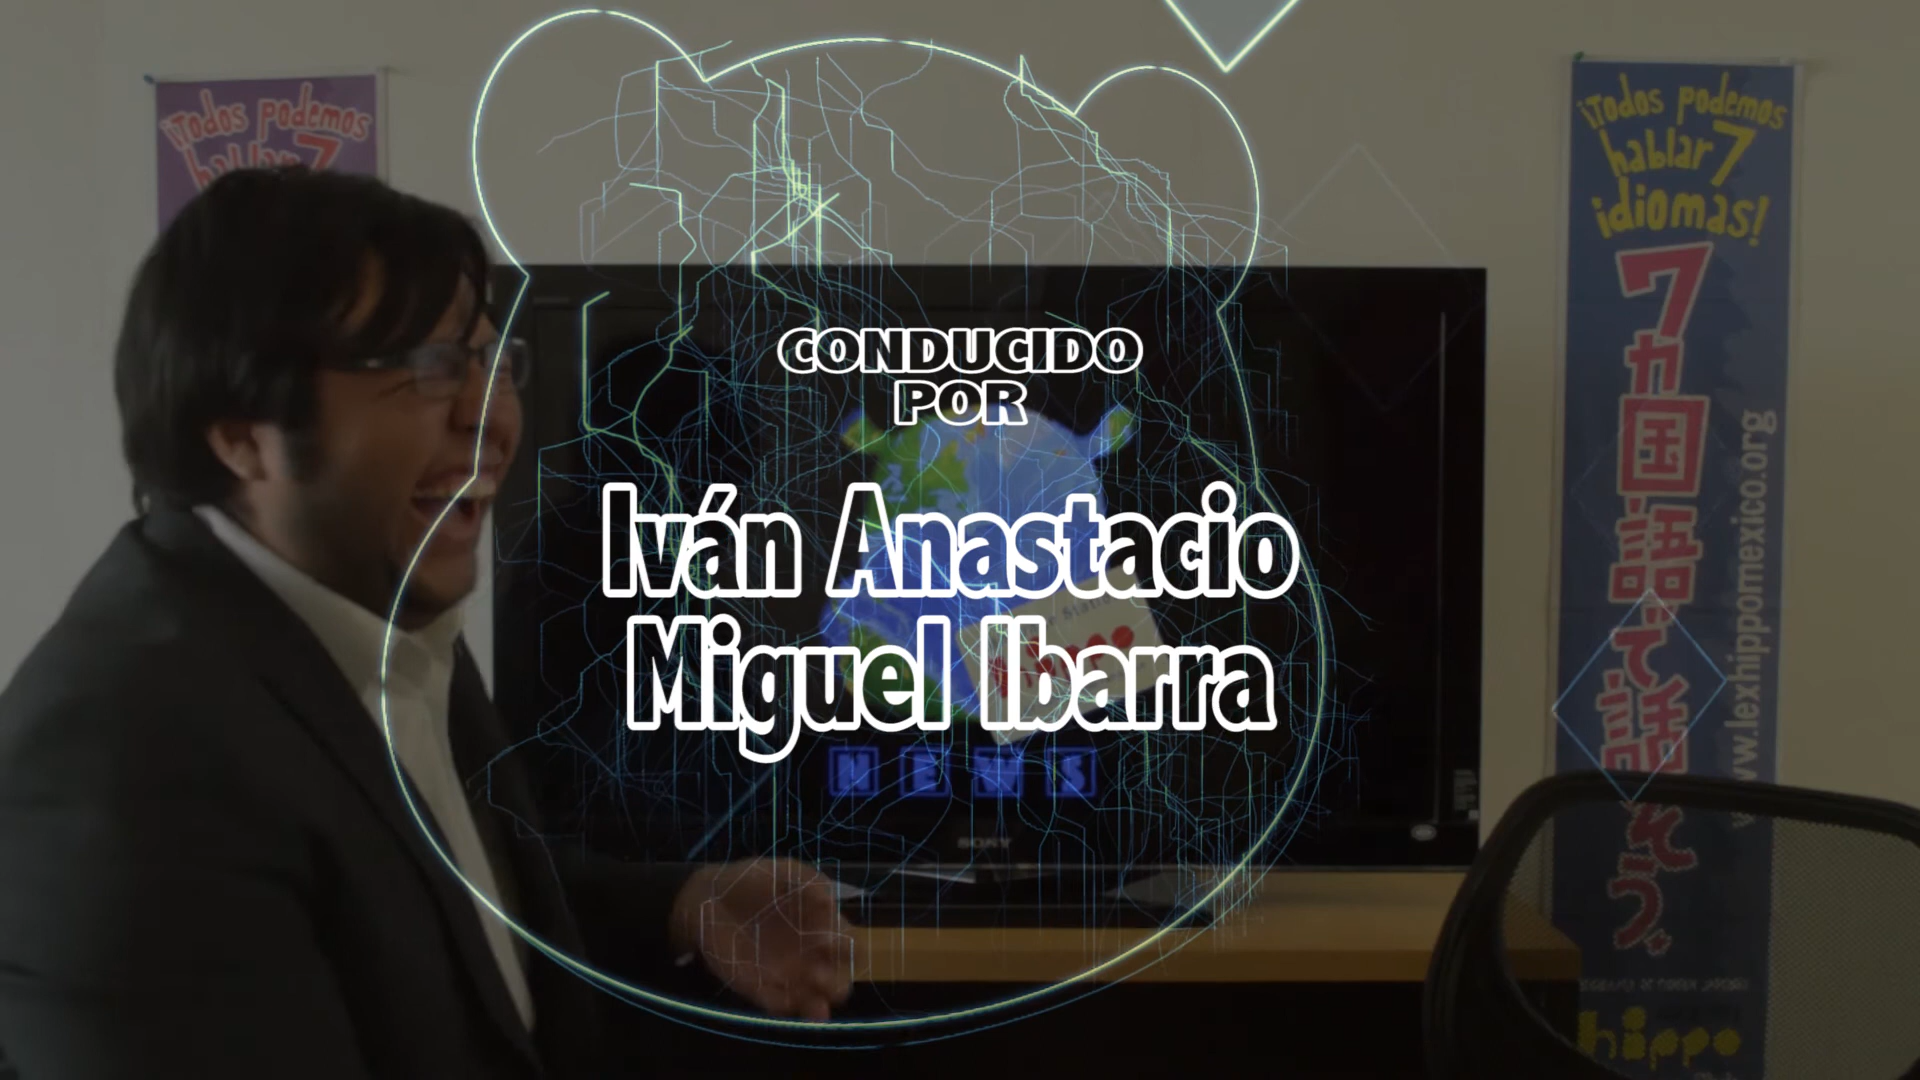 ¡Todos podemos
hablar 7
CONDUCIDO
POR
Iván Anastacio
Miguel Ibarra
hippo
NEWS
SONY
¡Todos podemos
hablar 7
idiomas!
7カ国語で話そう。
www.lexhippomexico.org
hippo